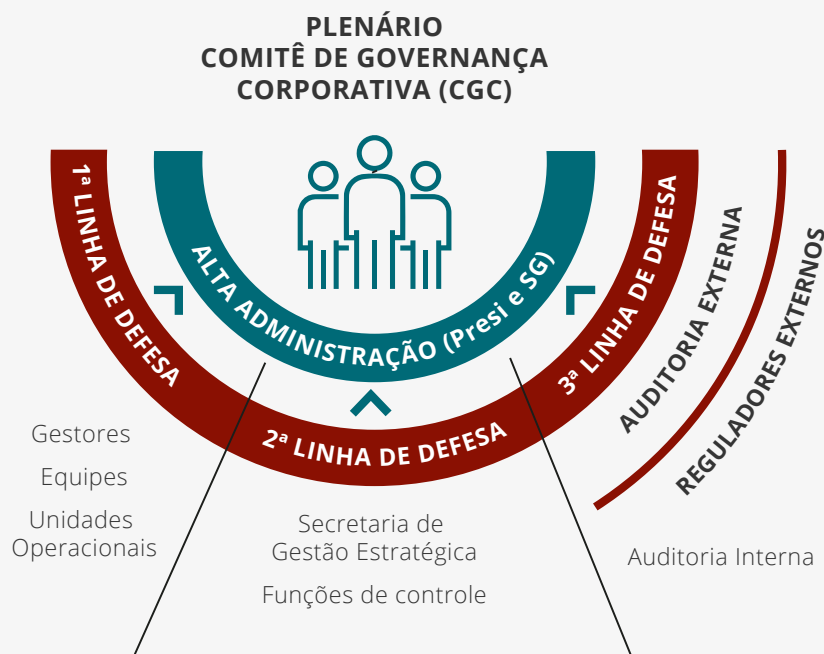 PLENÁRIO
COMITÊ DE GOVERNANÇA
CORPORATIVA (CGC)
1ª LINHA DE DEFESA
ALTA ADMINISTRAÇÃO (Presi e SG)
2ª LINHA DE DEFESA
3ª LINHA DE DEFESA
AUDITORIA EXTERNA
REGULADORES EXTERNOS
Gestores
Equipes
Unidades
Operacionais
Secretaria de
Gestão Estratégica
Funções de controle
Auditoria Interna